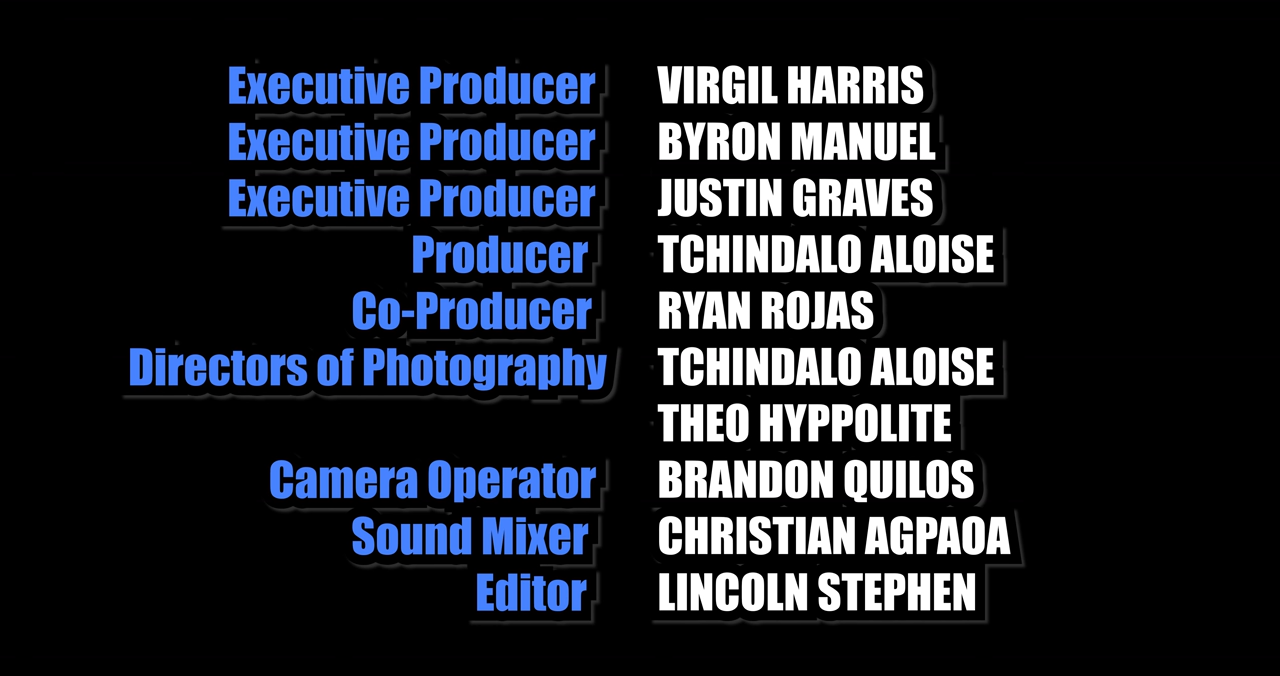 Executive Producer VIRGIL HARRIS
Executive Producer BYRON MANUEL
Executive Producer JUSTIN GRAVES
Producer TCHINDALO ALOISE
Co-Producer RYAN ROJAS
Directors of Photography TCHINDALO ALOISE
THEO HYPPOLITE
Camera Operator BRANDON QUILOS
Sound Mixer CHRISTIAN AGPAOA
Editor LINCOLN STEPHEN